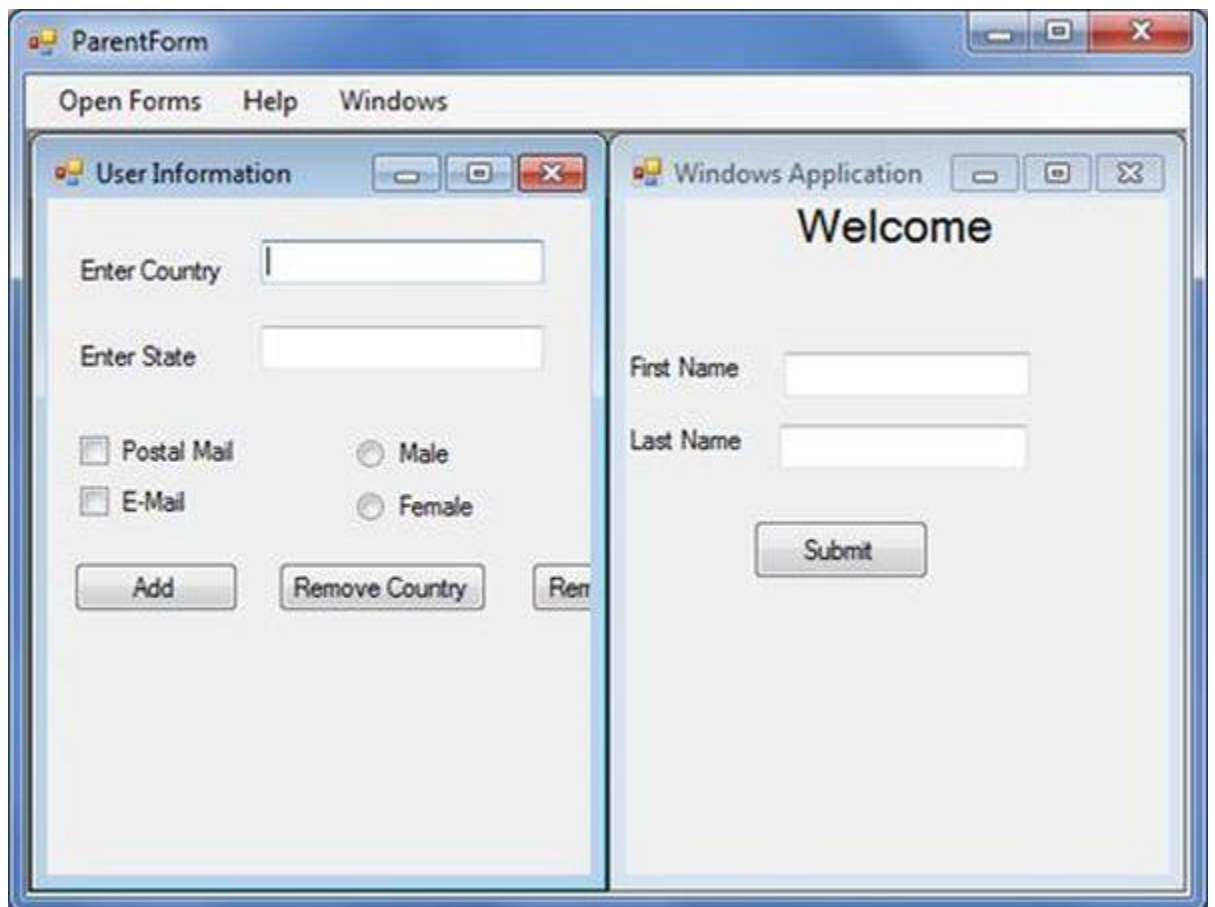 ParentForm
Open Forms Help Windows
User Information
Enter Country
Enter State
Postal Mail Male
E-Mail Female
Add Remove Country Rem
Windows Application
Welcome
First Name
Last Name
Submit